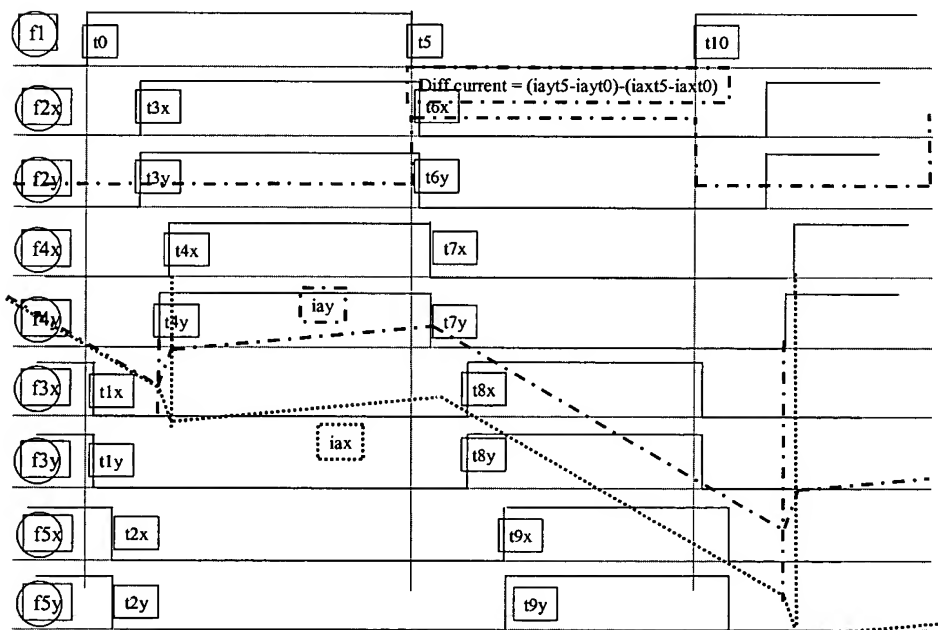 f1 t0 t5 t10
Diff current = (iayt5-iayt0)-(iaxt5-iaxt0)
f2x t3x t6x
f2y t3y t6y
f4x t4x t7x
iay
f4y t4y t7y
f3x t1x t8x
iax
f3y t1y t8y
f5x t2x t9x
f5y t2y t9y